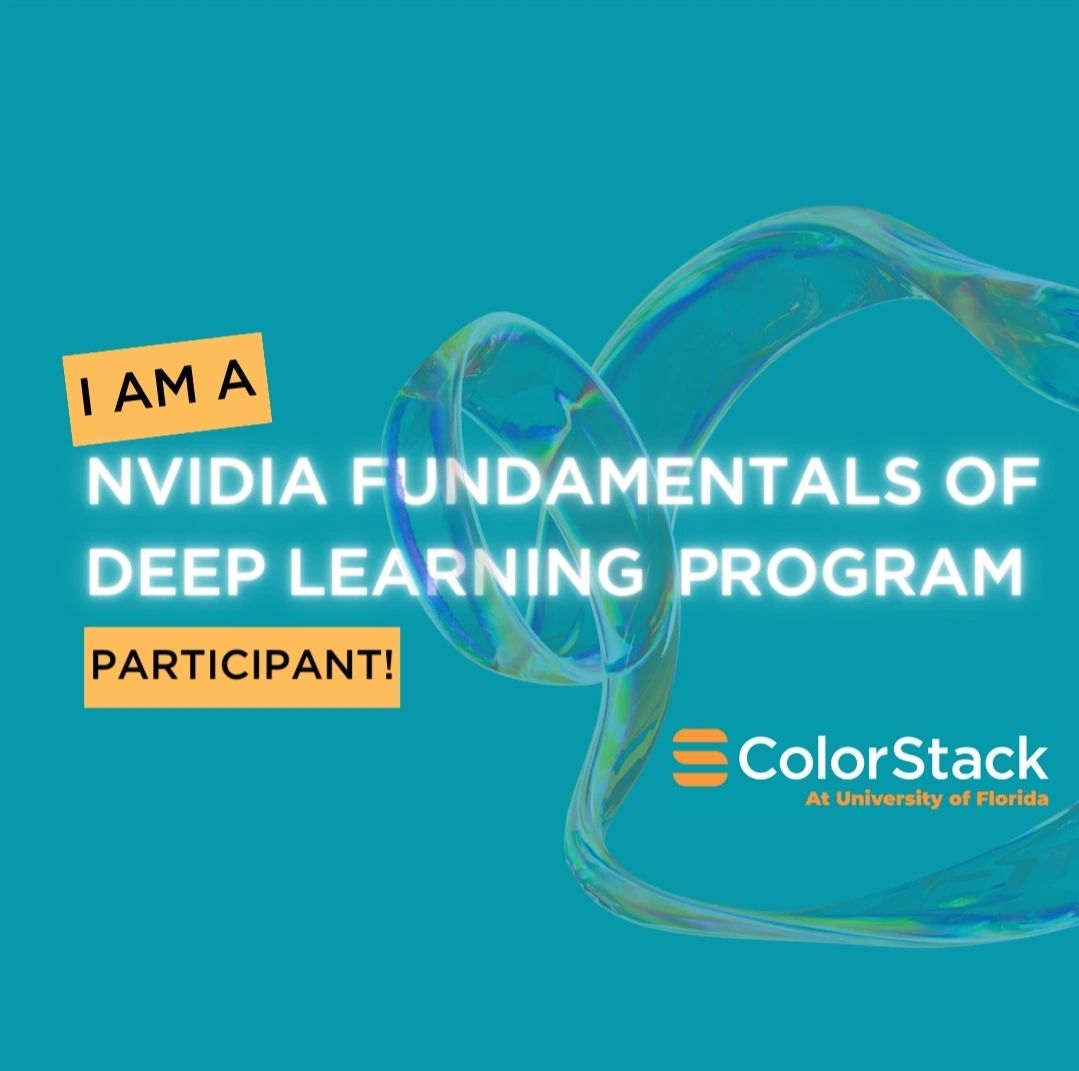 I AM A
NVIDIA FUNDAMENTALS OF
DEEP LEARNING PROGRAM
PARTICIPANT!
ColorStack
At University of Florida